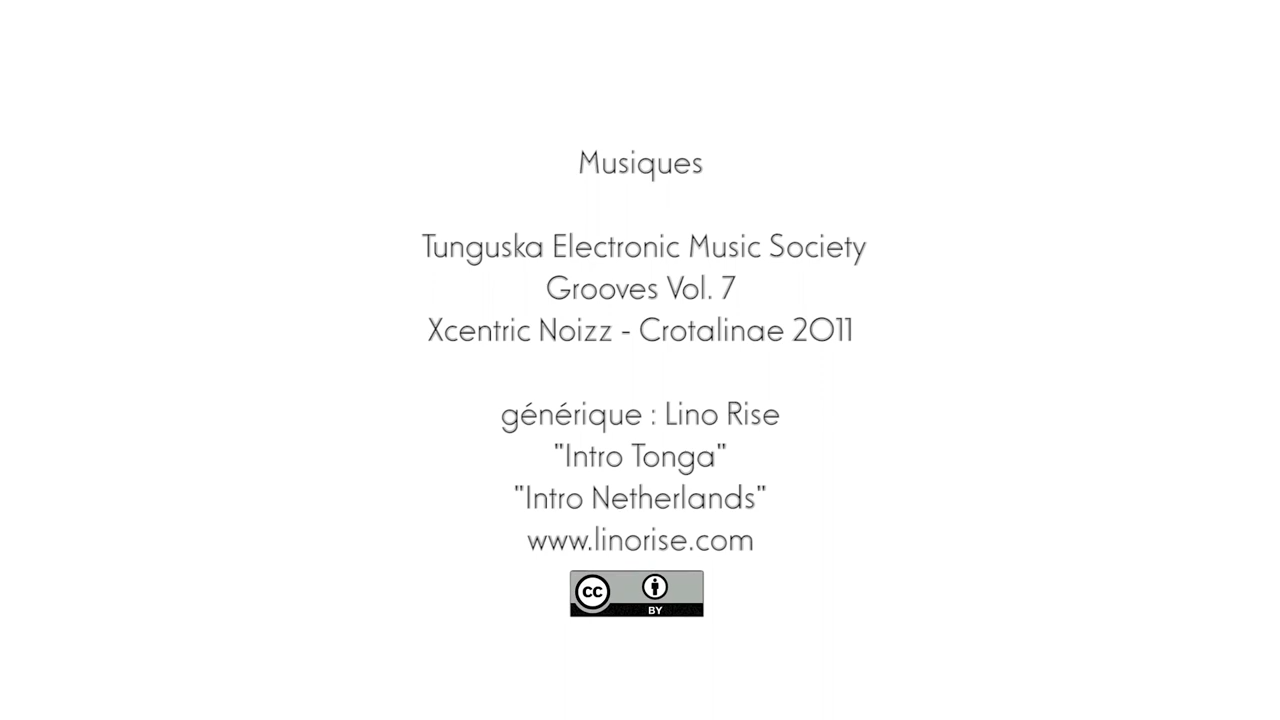 Musiques
Tunguska Electronic Music Society
Grooves Vol. 7
Xcentric Noizz - Crotalinae 2011
générique : Lino Rise
"Intro Tonga"
"Intro Netherlands"
www.linorise.com
cc
BY